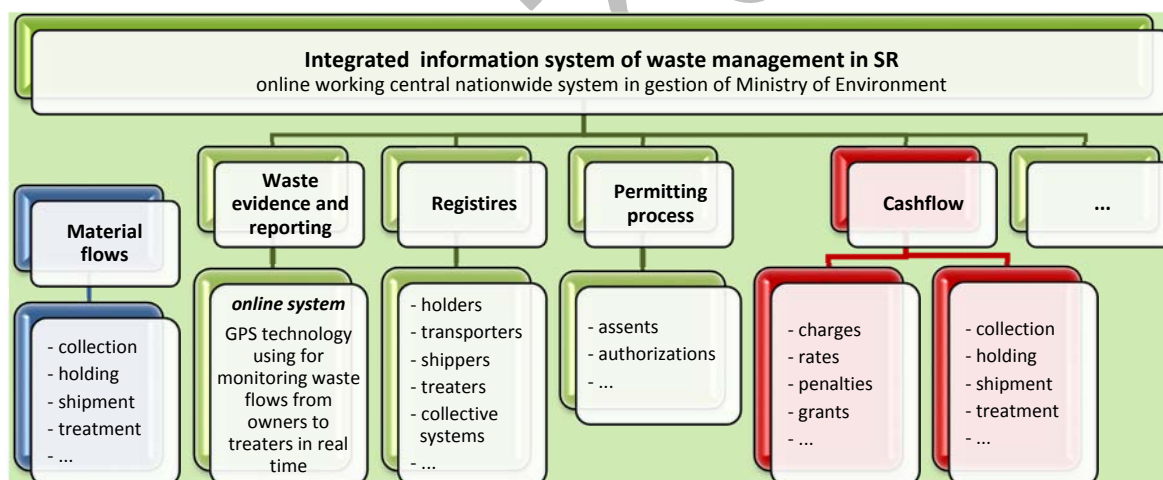 Integrated information system of waste management in SR
online working central nationwide system in gestion of Ministry of Environment
Material
flows
- collection
- holding
- shipment
- treatment
- ...
Waste
evidence and
reporting
online system
GPS technology
using for
monitoring waste
flows from
owners to
treaters in real
time
Registires
- holders
- transporters
- shippers
- treaters
- collective
systems
- ...
Permitting
process
- assents
- authorizations
- ...
Cashflow
- charges
- rates
- penalties
- grants
- ...
- collection
- holding
- shipment
- treatment
- ...
...